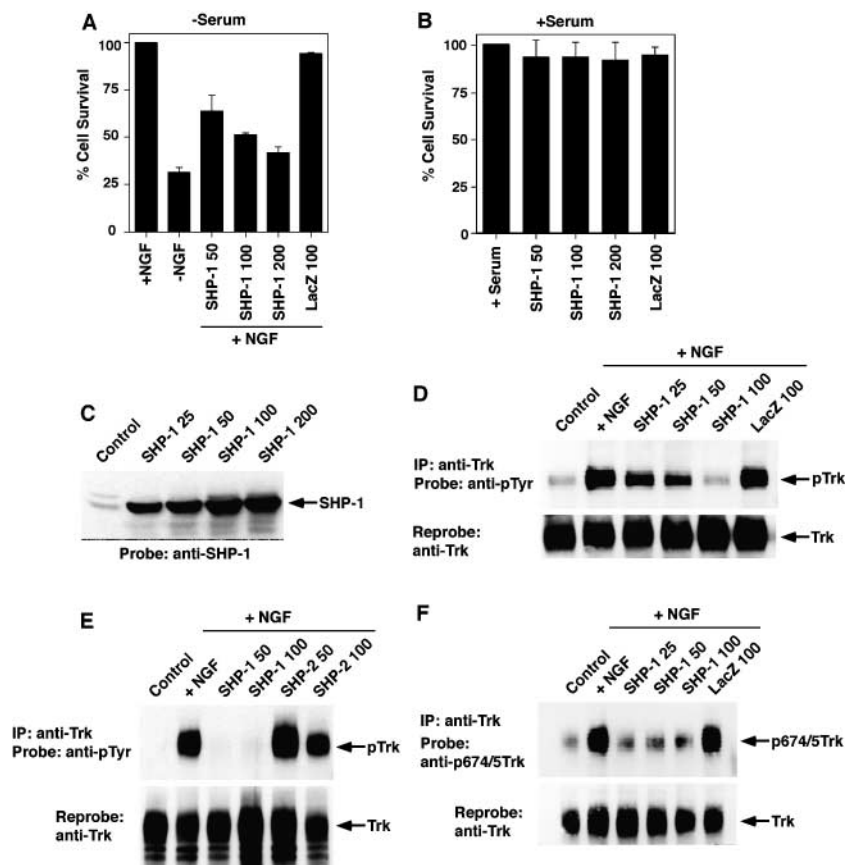 A
-Serum
% Cell Survival
100
75
50
25
0
+NGF
-NGF
SHP-1 50
SHP-1 100
SHP-1 200
LacZ 100
+ NGF
B
+Serum
% Cell Survival
100
75
50
25
0
+ Serum
SHP-1 50
SHP-1 100
SHP-1 200
LacZ 100
C
Control
SHP-1 25
SHP-1 50
SHP-1 100
SHP-1 200
SHP-1
Probe: anti-SHP-1
D
+ NGF
Control
+ NGF
SHP-1 25
SHP-1 50
SHP-1 100
LacZ 100
IP: anti-Trk
Probe: anti-pTyr
pTrk
Reprobe:
anti-Trk
Trk
E
+ NGF
Control
+ NGF
SHP-1 50
SHP-1 100
SHP-2 50
SHP-2 100
IP: anti-Trk
Probe: anti-pTyr
pTrk
Reprobe:
anti-Trk
Trk
F
+ NGF
Control
+ NGF
SHP-1 25
SHP-1 50
SHP-1 100
LacZ 100
IP: anti-Trk
Probe:
anti-p674/5Trk
p674/5Trk
Reprobe:
anti-Trk
Trk